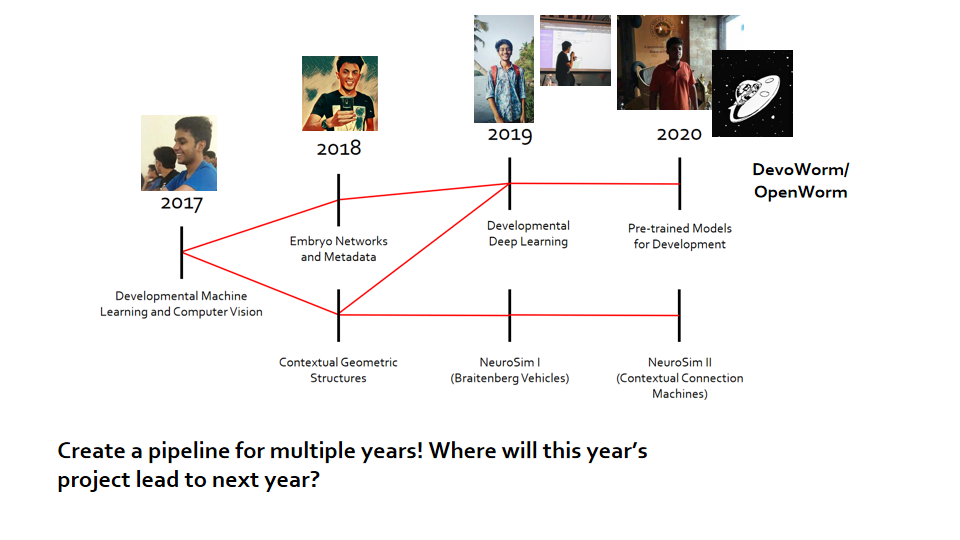 2017
2018
2019
2020
DevoWorm/
OpenWorm
Developmental Machine
Learning and Computer Vision
Embryo Networks
and Metadata
Developmental
Deep Learning
Pre-trained Models
for Development
Contextual Geometric
Structures
NeuroSim I
(Braitenberg Vehicles)
NeuroSim II
(Contextual Connection
Machines)
Create a pipeline for multiple years! Where will this year’s
project lead to next year?